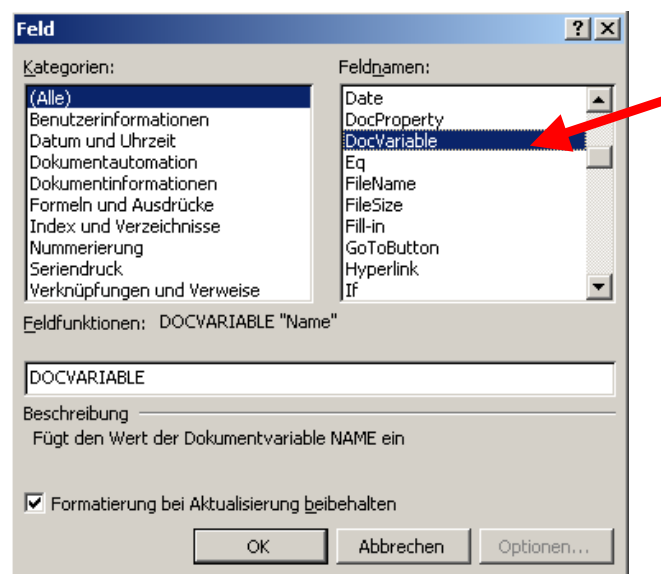 Feld
Kategorien:
(Alle)
Benutzerinformationen
Datum und Uhrzeit
Dokumentautomation
Dokumentinformationen
Formeln und Ausdrücke
Index und Verzeichnisse
Nummerierung
Seriendruck
Verknüpfungen und Verweise
Feldnamen:
Date
DocProperty
DocVariable
Eq
FileName
FileSize
Fill-in
GoToButton
Hyperlink
If
Feldfunktionen: DOCVARIABLE "Name"
DOCVARIABLE
Beschreibung
Fügt den Wert der Dokumentvariable NAME ein
Formatierung bei Aktualisierung beibehalten
OK Abbrechen Optionen...